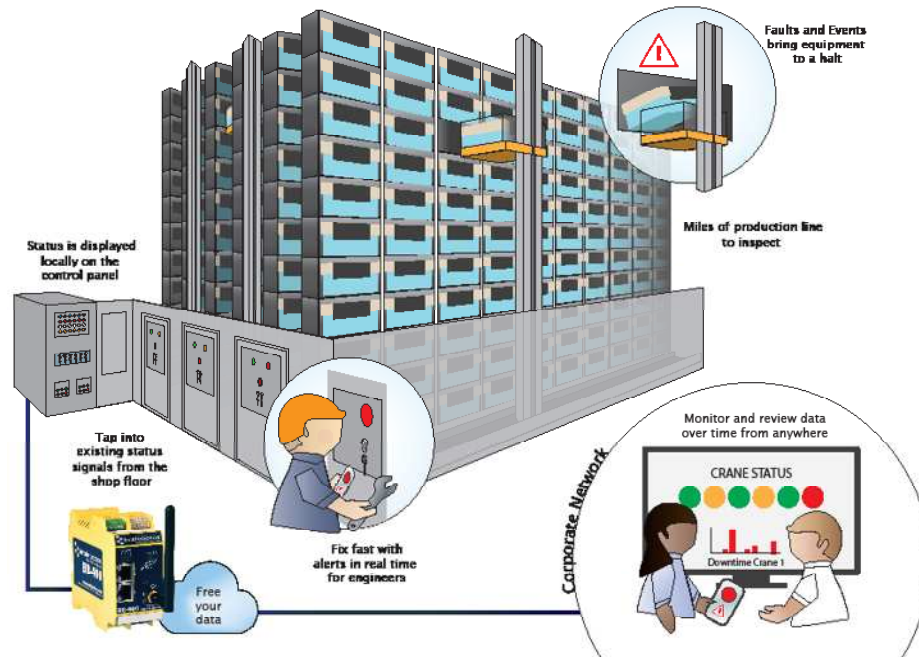 Faults and Events
bring equipment
to a halt
Miles of production line
to inspect
Status is displayed
locally on the
control panel
Tap into
existing status
signals from the
shop floor
Fix fast with
alerts in real time
for engineers
Free
your
data
Corporate Network
Monitor and review data
over time from anywhere
CRANE STATUS
Downtime Crane 1